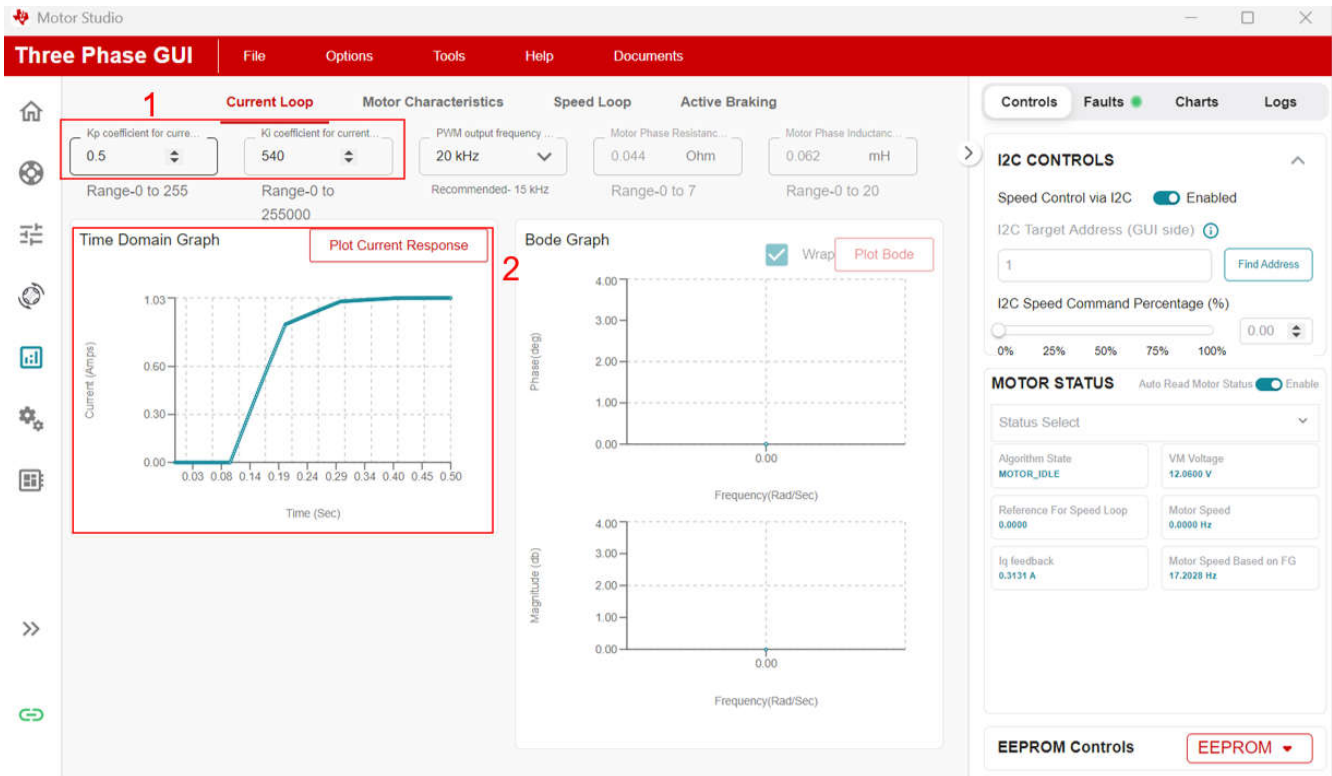 Motor Studio
Three Phase GUI File Options Tools Help Documents
1
Current Loop Motor Characteristics Speed Loop Active Braking
Kp coefficient for curre... Ki coefficient for current... PWM output frequency ... Motor Phase Resistanc... Motor Phase Inductanc...
0.5 540 20 kHz 0.044 Ohm 0.062 mH
Range-0 to 255 Range-0 to 255000 Recommended- 15 kHz Range-0 to 7 Range-0 to 20
Time Domain Graph Plot Current Response
2
1.03
0.60
0.30
0.00
Current (Amps)
0.03 0.08 0.14 0.19 0.24 0.29 0.34 0.40 0.45 0.50
Time (Sec)
Bode Graph Wrap Plot Bode
4.00
3.00
2.00
1.00
0.00
Phase(deg)
0.00
Frequency(Rad/Sec)
4.00
3.00
2.00
1.00
0.00
Magnitude (db)
0.00
Frequency(Rad/Sec)
Controls Faults Charts Logs
I2C CONTROLS
Speed Control via I2C Enabled
I2C Target Address (GUI side)
1 Find Address
I2C Speed Command Percentage (%)
0.00
0% 25% 50% 75% 100%
MOTOR STATUS Auto Read Motor Status Enable
Status Select
Algorithm State VM Voltage
MOTOR_IDLE 12.0600 V
Reference For Speed Loop Motor Speed
0.0000 0.0000 Hz
Iq feedback Motor Speed Based on FG
0.3131 A 17.2028 Hz
EEPROM Controls EEPROM